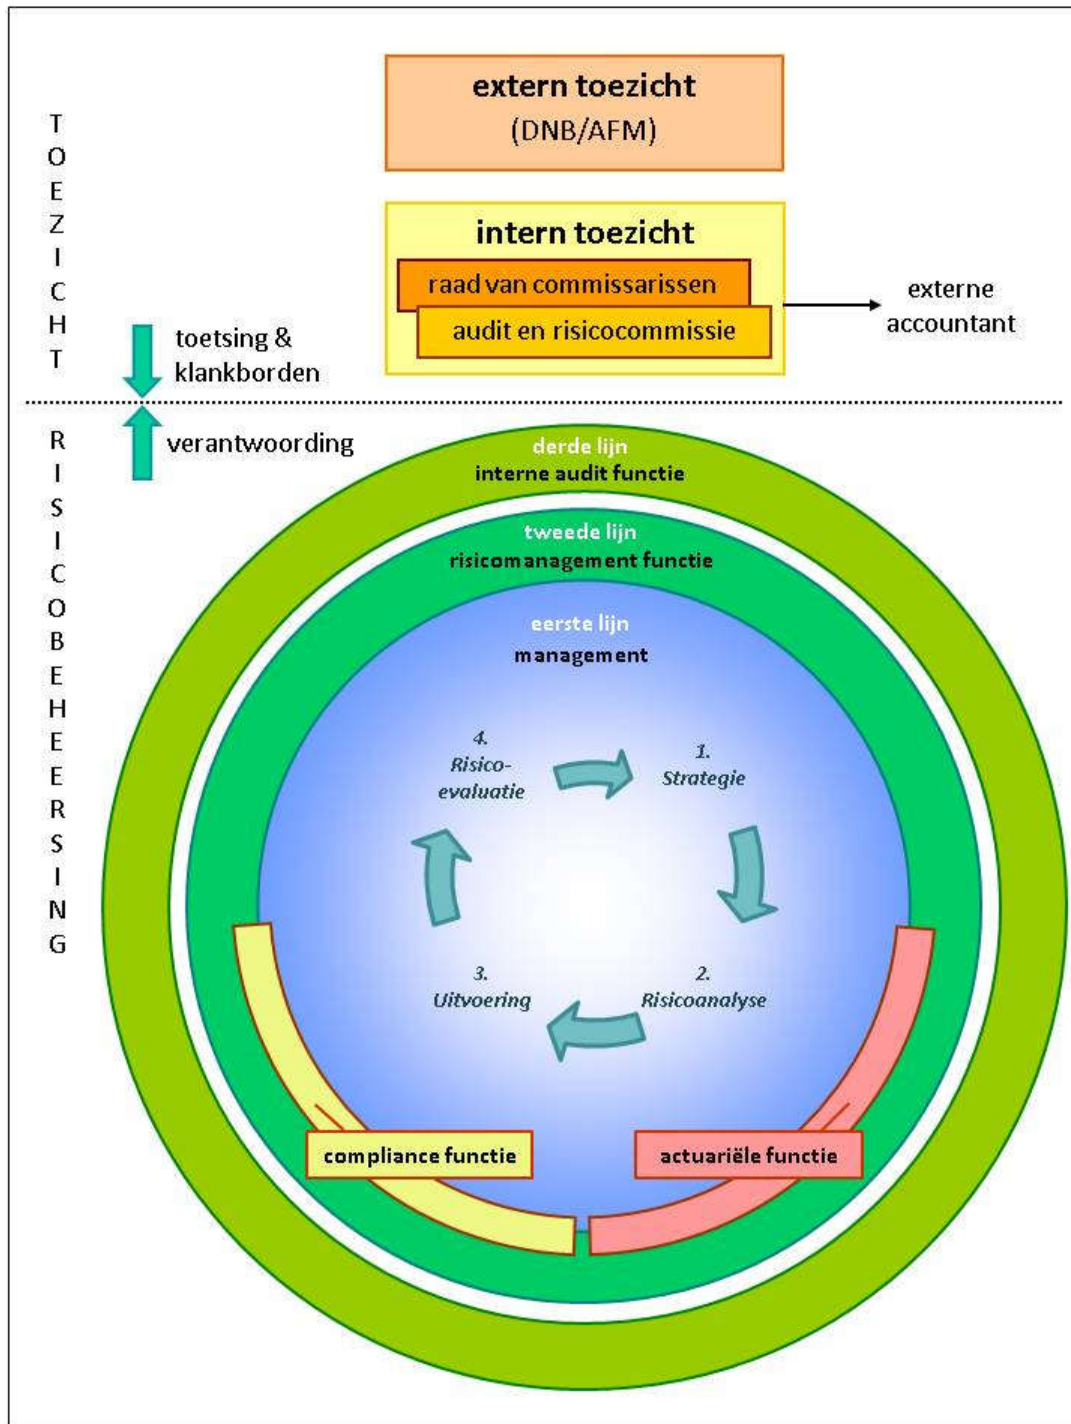 TOEZICHT
extern toezicht
(DNB/AFM)
intern toezicht
raad van commissarissen
audit en risicocommissie
externe
accountant
toetsing &
klankborden
RISICOBEHEERSING
verantwoording
derde lijn
interne audit functie
tweede lijn
risicomanagement functie
eerste lijn
management
4.
Risico-
evaluatie
1.
Strategie
3.
Uitvoering
2.
Risicoanalyse
compliance functie
actuariële functie